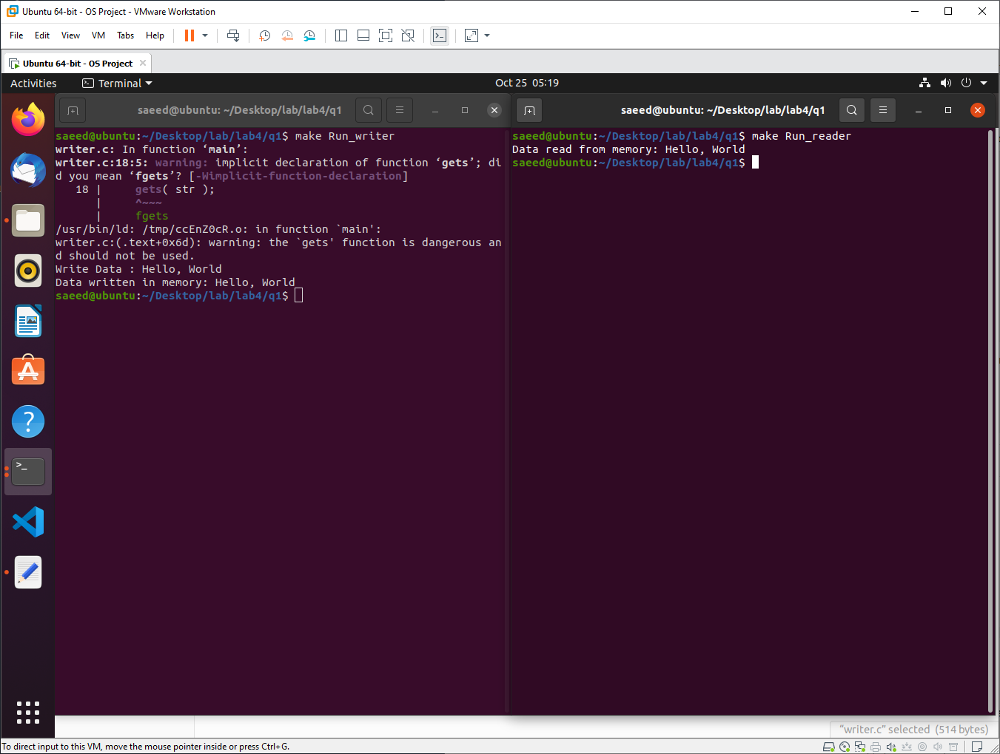 Ubuntu 64-bit - OS Project - VMware Workstation
File Edit View VM Tabs Help
Ubuntu 64-bit - OS Project
Activities Terminal Oct 25 05:19
saeed@ubuntu: ~/Desktop/lab/lab4/q1
saeed@ubuntu:~/Desktop/lab/lab4/q1$ make Run_writer
writer.c: In function ‘main’:
writer.c:18:5: warning: implicit declaration of function ‘gets’; di
d you mean ‘fgets’? [-Wimplicit-function-declaration]
18 | gets( str );
| ^~~~
| fgets
/usr/bin/ld: /tmp/ccEnZ0cR.o: in function `main':
writer.c:(.text+0x6d): warning: the `gets' function is dangerous an
d should not be used.
Write Data : Hello, World
Data written in memory: Hello, World
saeed@ubuntu:~/Desktop/lab/lab4/q1$
saeed@ubuntu: ~/Desktop/lab/lab4/q1
saeed@ubuntu:~/Desktop/lab/lab4/q1$ make Run_reader
Data read from memory: Hello, World
saeed@ubuntu:~/Desktop/lab/lab4/q1$
“writer.c” selected (514 bytes)
To direct input to this VM, move the mouse pointer inside or press Ctrl+G.